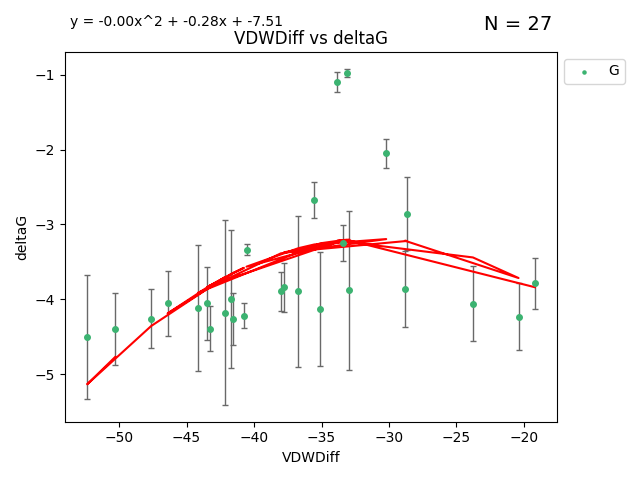 y = -0.00x^2 + -0.28x + -7.51
N = 27
VDWDiff vs deltaG
G
−1
−2
−3
−4
−5
deltaG
−50
−45
−40
−35
−30
−25
−20
VDWDiff